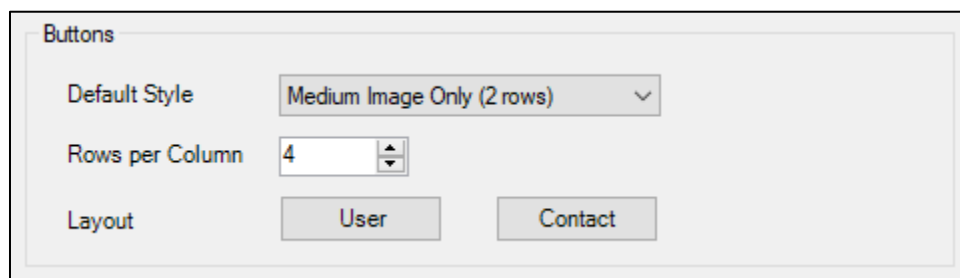 Buttons
Default Style Medium Image Only (2 rows)
Rows per Column 4
Layout User Contact